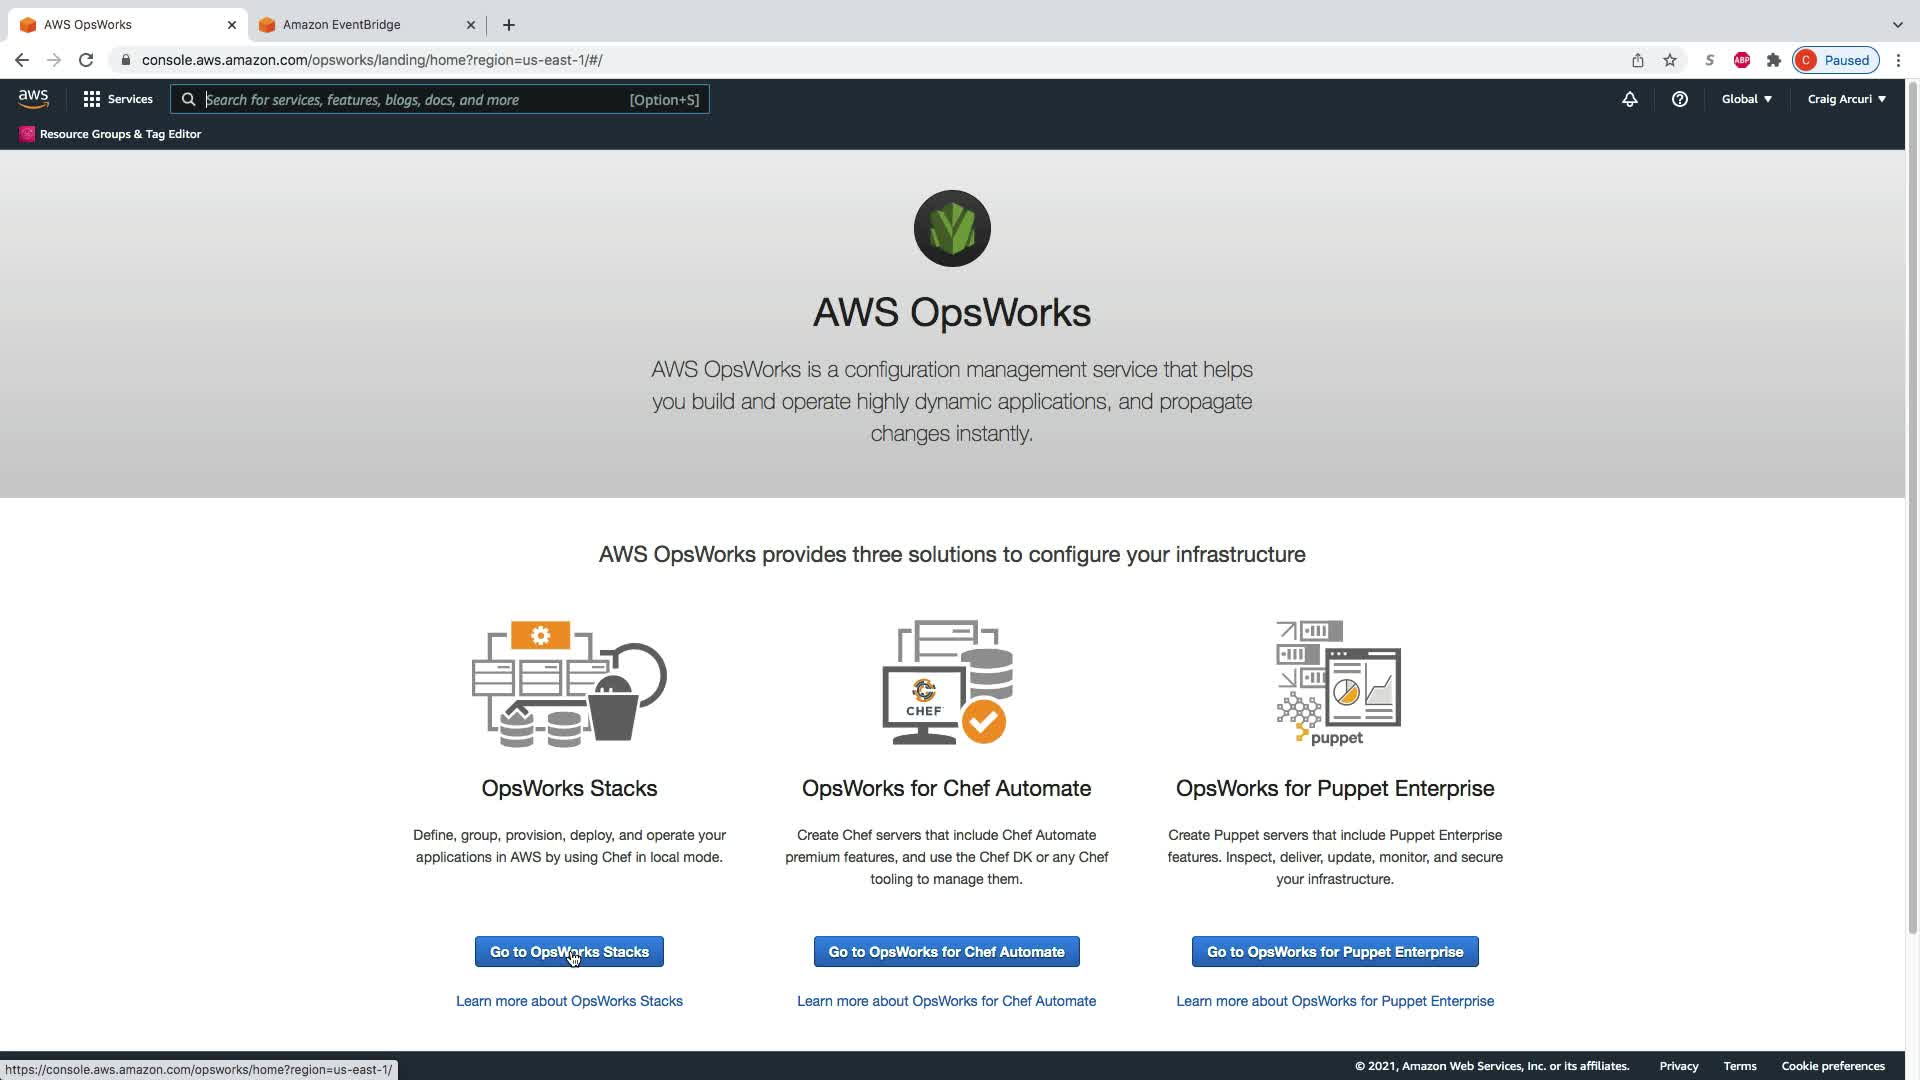 AWS OpsWorks
Amazon EventBridge
console.aws.amazon.com/opsworks/landing/home?region=us-east-1/#/
S
ABP
C
Paused
aws
Services
Search for services, features, blogs, docs, and more
[Option+S]
Global
Craig Arcuri
Resource Groups & Tag Editor
AWS OpsWorks
AWS OpsWorks is a configuration management service that helps
you build and operate highly dynamic applications, and propagate
changes instantly.
AWS OpsWorks provides three solutions to configure your infrastructure
CHEF
puppet
OpsWorks Stacks
Define, group, provision, deploy, and operate your
applications in AWS by using Chef in local mode.
Go to OpsWorks Stacks
Learn more about OpsWorks Stacks
OpsWorks for Chef Automate
Create Chef servers that include Chef Automate
premium features, and use the Chef DK or any Chef
tooling to manage them.
Go to OpsWorks for Chef Automate
Learn more about OpsWorks for Chef Automate
OpsWorks for Puppet Enterprise
Create Puppet servers that include Puppet Enterprise
features. Inspect, deliver, update, monitor, and secure
your infrastructure.
Go to OpsWorks for Puppet Enterprise
Learn more about OpsWorks for Puppet Enterprise
https://console.aws.amazon.com/opsworks/home?region=us-east-1/
© 2021, Amazon Web Services, Inc. or its affiliates.
Privacy
Terms
Cookie preferences